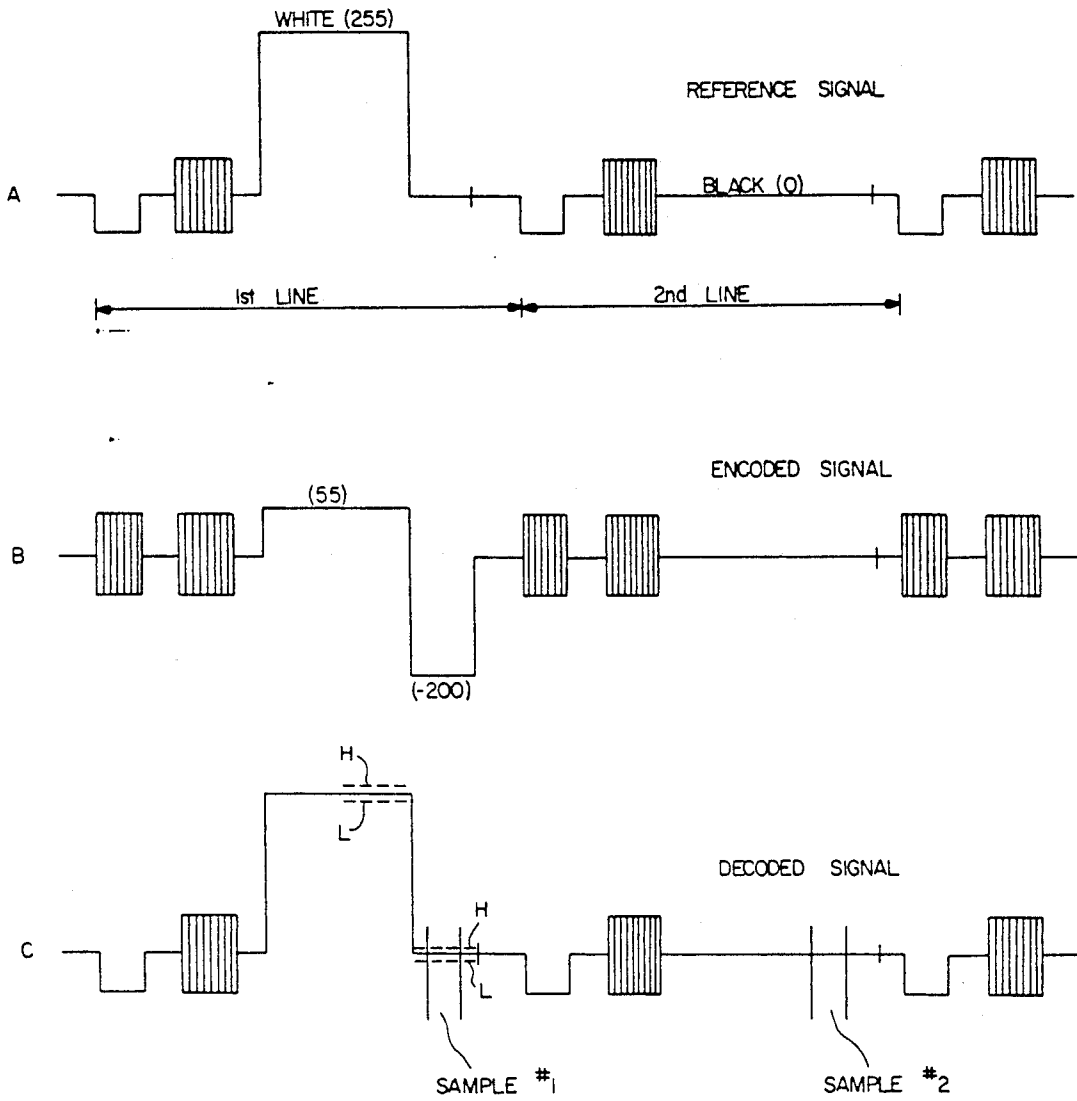 WHITE (255)
REFERENCE SIGNAL
A
BLACK (0)
1st LINE
2nd LINE
ENCODED SIGNAL
(55)
B
(-200)
H
L
DECODED SIGNAL
H
C
L
SAMPLE #1
SAMPLE #2